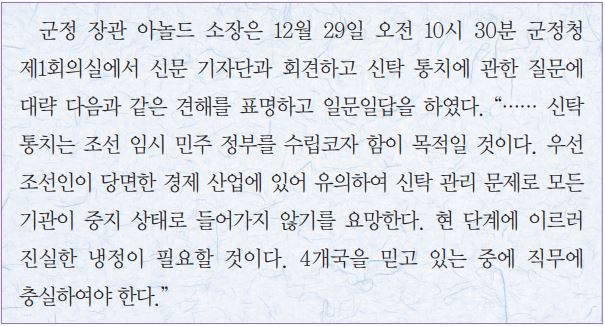 군정 장관 아놀드 소장은 12월 29일 오전 10시 30분 군정청
제1회의실에서 신문 기자단과 회견하고 신탁 통치에 관한 질문에
대략 다음과 같은 견해를 표명하고 일문일답을 하였다. “…… 신탁
통치는 조선 임시 민주 정부를 수립코자 함이 목적일 것이다. 우선
조선인이 당면한 경제 산업에 있어 유의하여 신탁 관리 문제로 모든
기관이 중지 상태로 들어가지 않기를 요망한다. 현 단계에 이르러
진실한 냉정이 필요할 것이다. 4개국을 믿고 있는 중에 직무에
충실하여야 한다.”